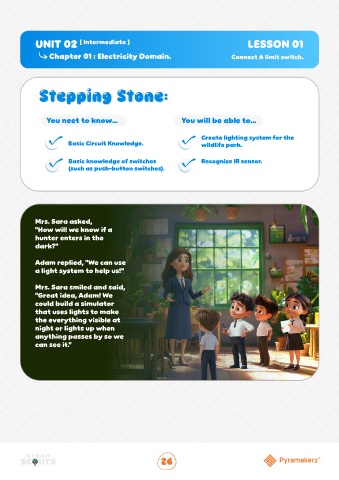 UNIT 02 [ Intermediate ]
LESSON 01
Chapter 01 : Electricity Domain.
Connect A limit switch.
Stepping Stone:
You neet to know...
Basic Circuit Knowledge.
Basic knowledge of switches
(such as push-button switches).
You will be able to...
Create lighting system for the
wildlife park.
Recognize IR sensor.
Mrs. Sara asked,
"How will we know if a
hunter enters in the
dark?"
Adam replied, "We can use
a light system to help us!"
Mrs. Sara smiled and said,
"Great idea, Adam! We
could build a simulator
that uses lights to make
the everything visible at
night or lights up when
anything passes by so we
can see it."
STEAM
SCOUTS
26
Pyramakerz